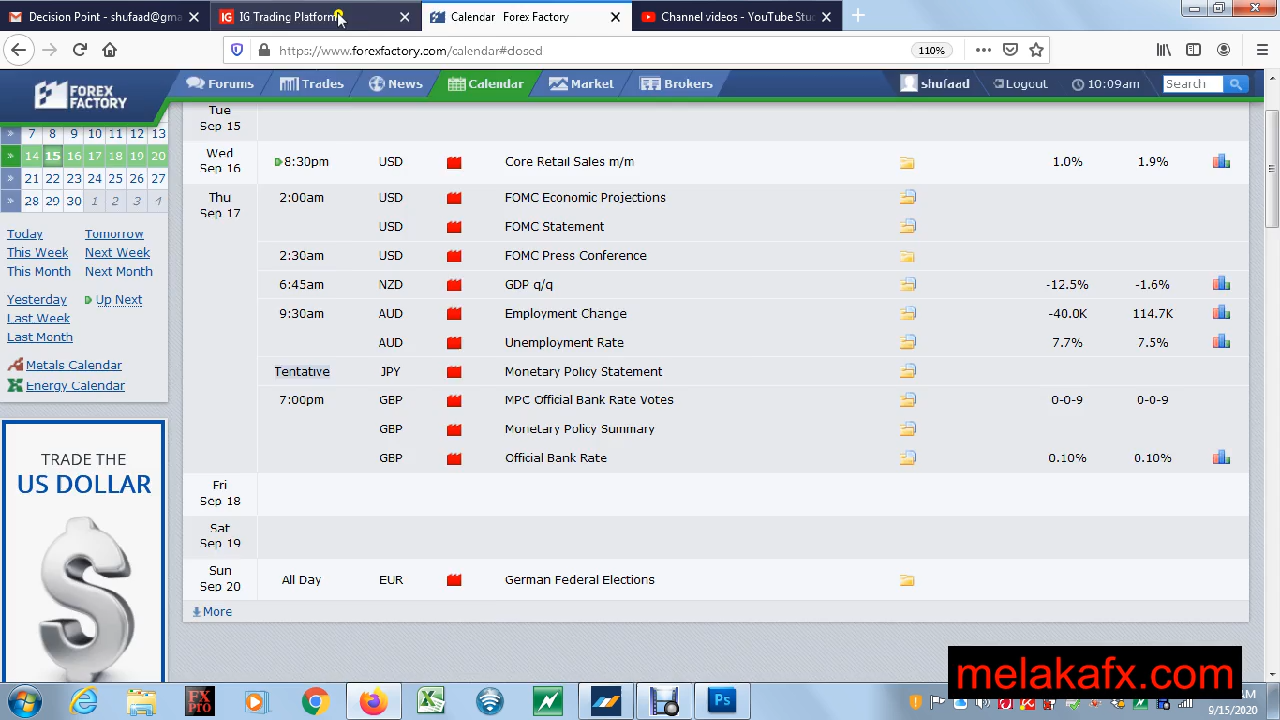 Decision Point - shufaad@gma
IG Trading Platform
Calendar Forex Factory
Channel videos - YouTube Stu
https://www.forexfactory.com/calendar#closed
110%
FOREX FACTORY
Forums Trades News Calendar Market Brokers
shufaad Logout 10:09am Search
» 7 8 9 10 11 12 13
» 14 15 16 17 18 19 20
» 21 22 23 24 25 26 27
» 28 29 30 1 2 3 4
Today Tomorrow
This Week Next Week
This Month Next Month
Yesterday Up Next
Last Week
Last Month
Metals Calendar
Energy Calendar
TRADE THE
US DOLLAR
Tue
Sep 15
Wed
Sep 16
8:30pm USD Core Retail Sales m/m 1.0% 1.9%
Thu
Sep 17
2:00am USD FOMC Economic Projections
USD FOMC Statement
2:30am USD FOMC Press Conference
6:45am NZD GDP q/q -12.5% -1.6%
9:30am AUD Employment Change -40.0K 114.7K
AUD Unemployment Rate 7.7% 7.5%
Tentative JPY Monetary Policy Statement
7:00pm GBP MPC Official Bank Rate Votes 0-0-9 0-0-9
GBP Monetary Policy Summary
GBP Official Bank Rate 0.10% 0.10%
Fri
Sep 18
Sat
Sep 19
Sun
Sep 20
All Day EUR German Federal Elections
More
melakafx.com
FX PTO
Ps
9/15/2020